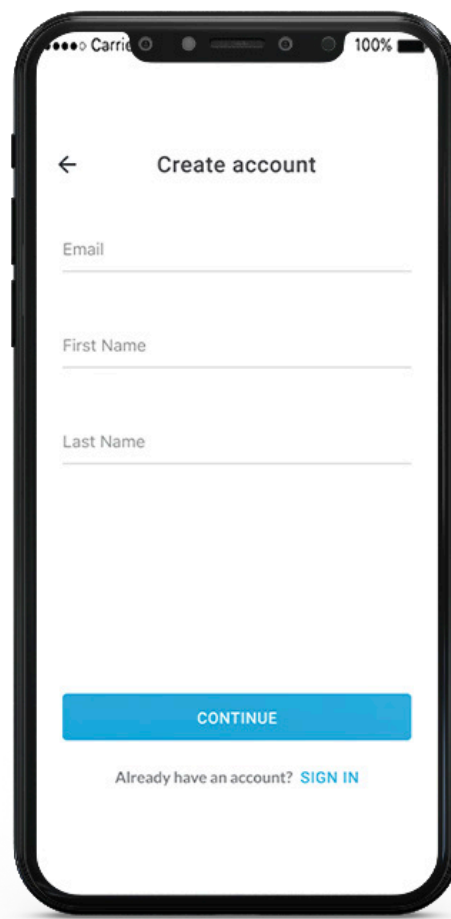 100%
Create account
Email
First Name
Last Name
CONTINUE
Already have an account? SIGN IN